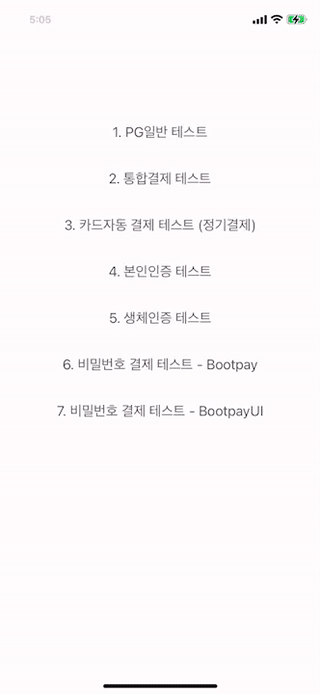 5:05
1. PG일반 테스트
2. 통합결제 테스트
3. 카드자동 결제 테스트 (정기결제)
4. 본인인증 테스트
5. 생체인증 테스트
6. 비밀번호 결제 테스트 - Bootpay
7. 비밀번호 결제 테스트 - BootpayUI